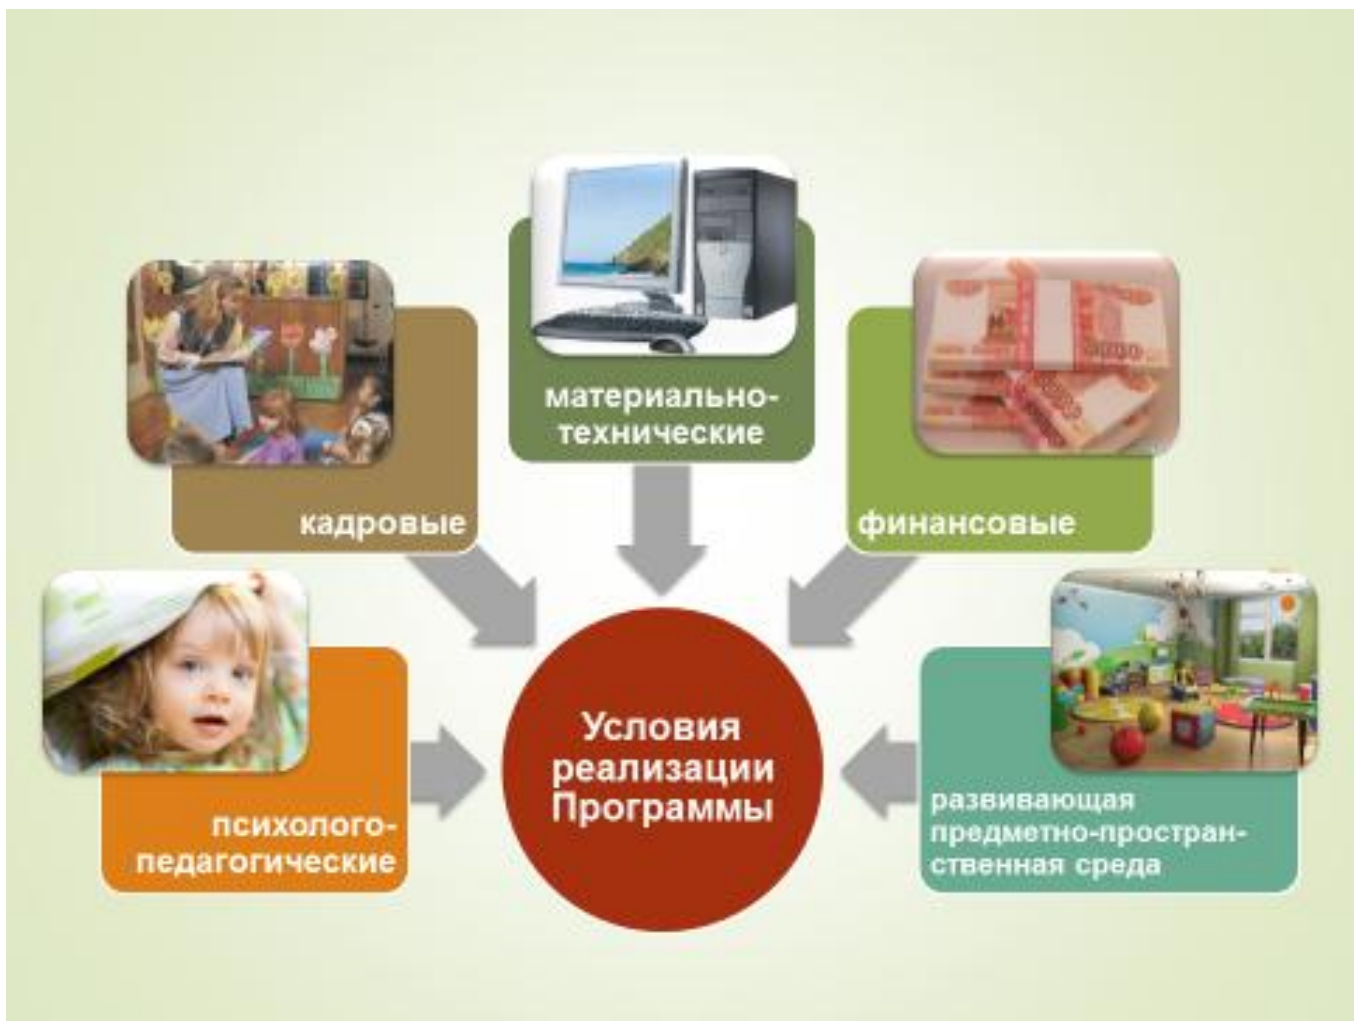 материально-
технические
кадровые
финансовые
психолого-
педагогические
Условия
реализации
Программы
развивающая
предметно-простран-
ственная среда